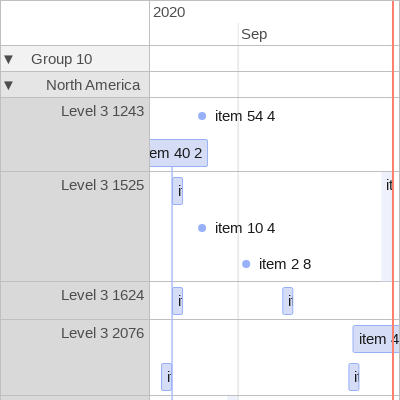 2020
Sep
▼ Group 10
▼ North America
Level 3 1243
item 54 4
em 40 2
Level 3 1525
item 10 4
item 2 8
Level 3 1624
Level 3 2076
item 4